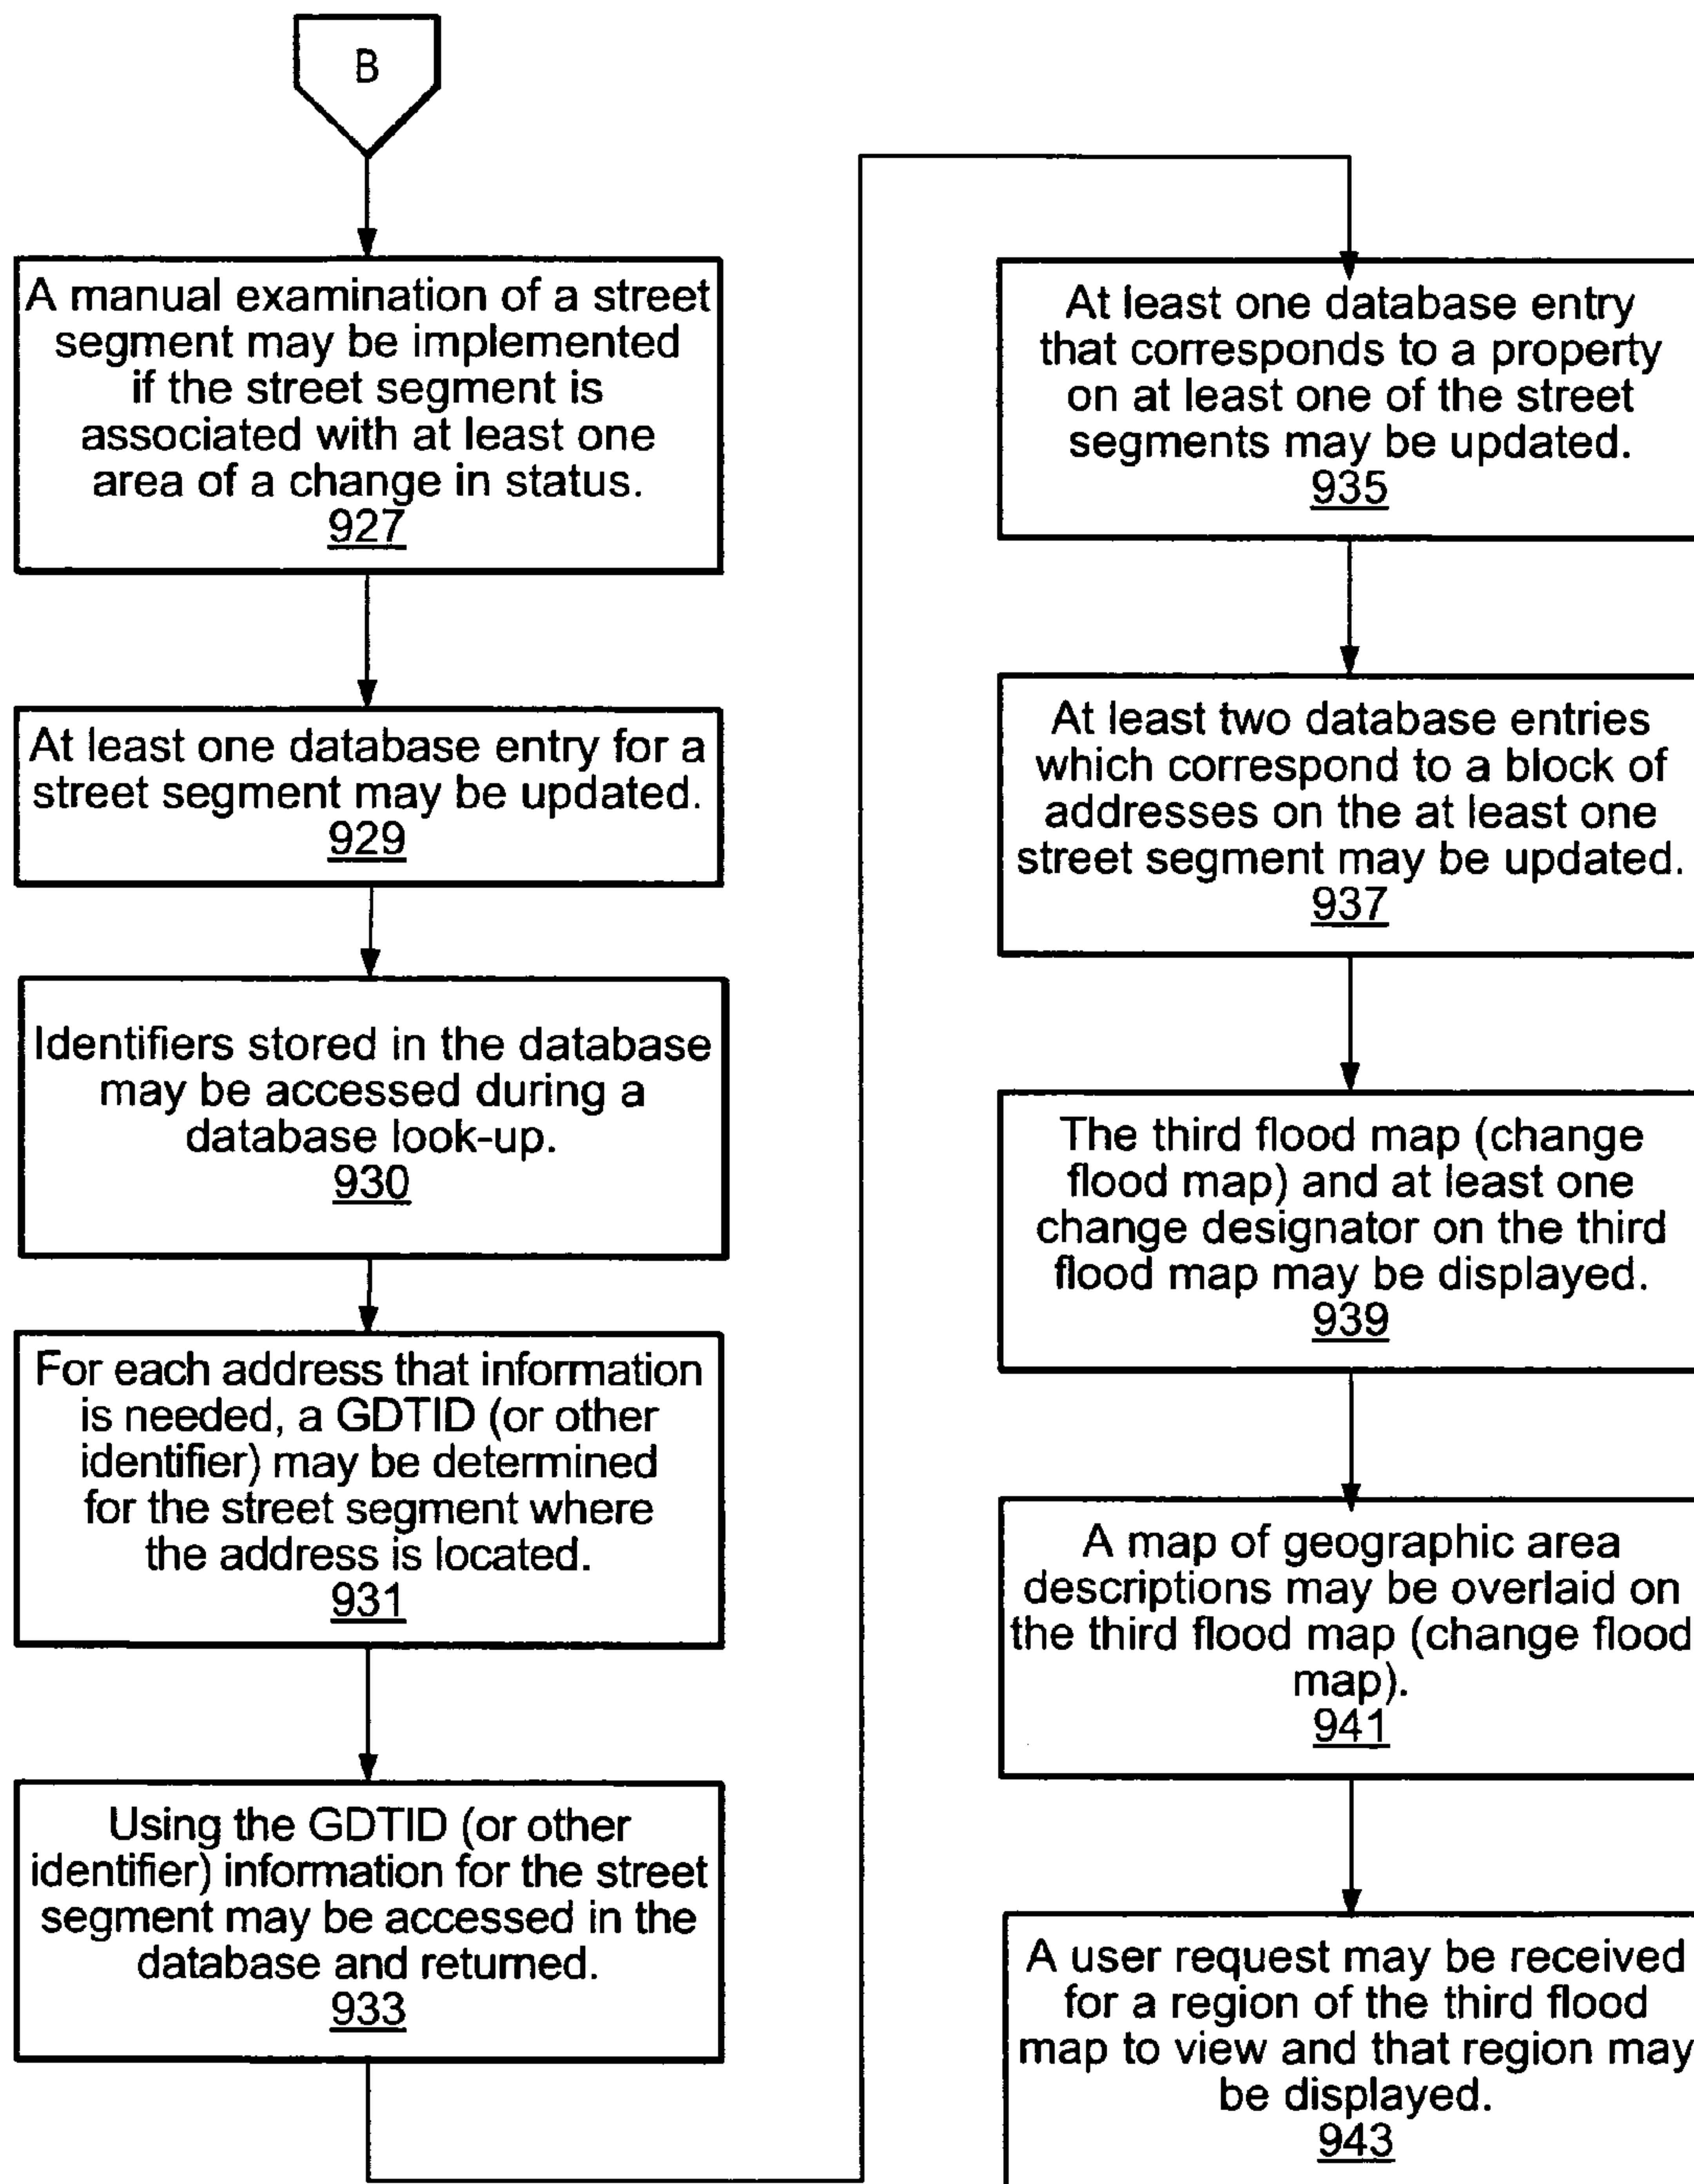 B
A manual examination of a street
segment may be implemented
if the street segment is
associated with at least one
area of a change in status.
927
At least one database entry for a
street segment may be updated.
929
Identifiers stored in the database
may be accessed during a
database look-up.
930
For each address that information
is needed, a GDTID (or other
identifier) may be determined
for the street segment where
the address is located.
931
Using the GDTID (or other
identifier) information for the street
segment may be accessed in the
database and returned.
933
At least one database entry
that corresponds to a property
on at least one of the street
segments may be updated.
935
At least two database entries
which correspond to a block of
addresses on the at least one
street segment may be updated.
937
The third flood map (change
flood map) and at least one
change designator on the third
flood map may be displayed.
939
A map of geographic area
descriptions may be overlaid on
the third flood map (change flood
map).
941
A user request may be received
for a region of the third flood
map to view and that region may
be displayed.
943